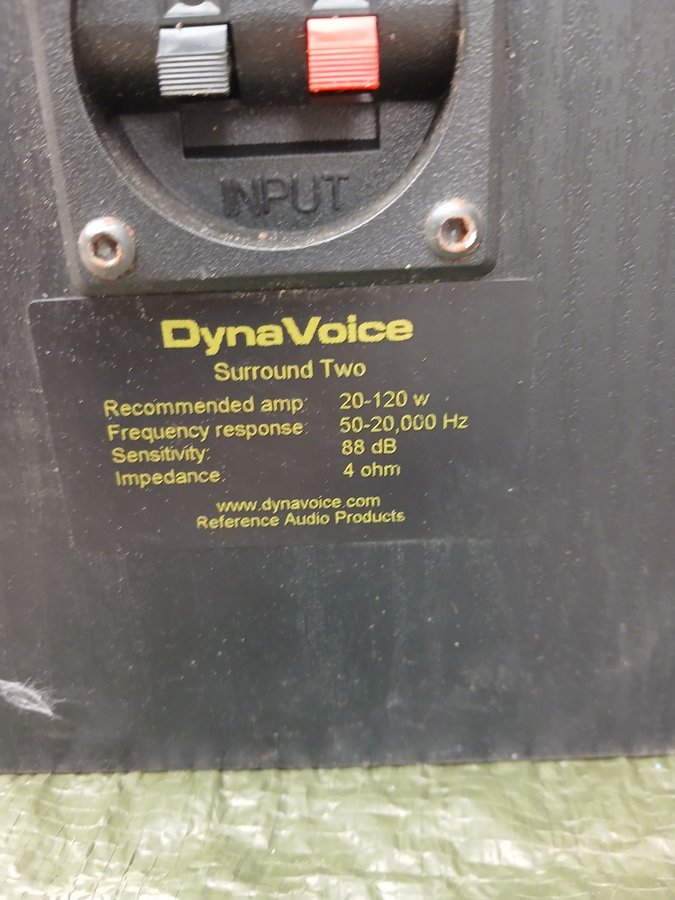 INPUT
DynaVoice
Surround Two
Recommended amp: 20-120 w
Frequency response: 50-20,000 Hz
Sensitivity: 88 dB
Impedance: 4 ohm
www.dynavoice.com
Reference Audio Products